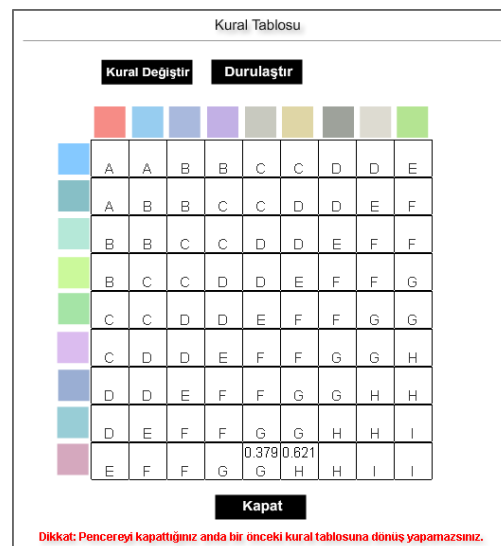 Kural Tablosu
Kural Değiştir Durulaştır
A A B B C C D D E
A B B C C D D E F
B B C C D D E F F
B C C D D E F F G
C C D D E F F G G
C D D E F F G G H
D D E F F G G H H
D E F F G G H H I
0.379 0.621
E F F G G H H I I
Kapat
Dikkat: Pencereyi kapattığınız anda bir önceki kural tablosuna dönüş yapamazsınız.